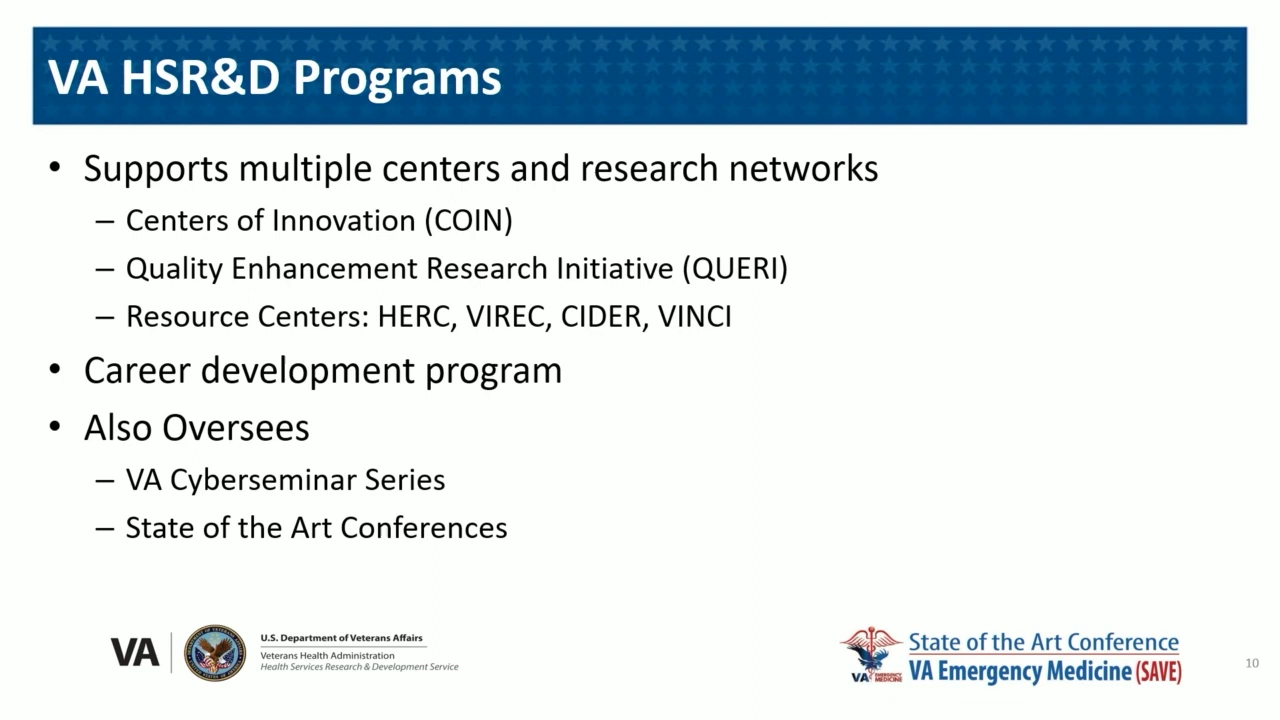 VA HSR&D Programs
• Supports multiple centers and research networks
– Centers of Innovation (COIN)
– Quality Enhancement Research Initiative (QUERI)
– Resource Centers: HERC, VIREC, CIDER, VINCI
• Career development program
• Also Oversees
– VA Cyberseminar Series
– State of the Art Conferences
VA
U.S. Department of Veterans Affairs
Veterans Health Administration
Health Services Research & Development Service
VA EMERGENCY MEDICINE
State of the Art Conference
VA Emergency Medicine (SAVE)
10